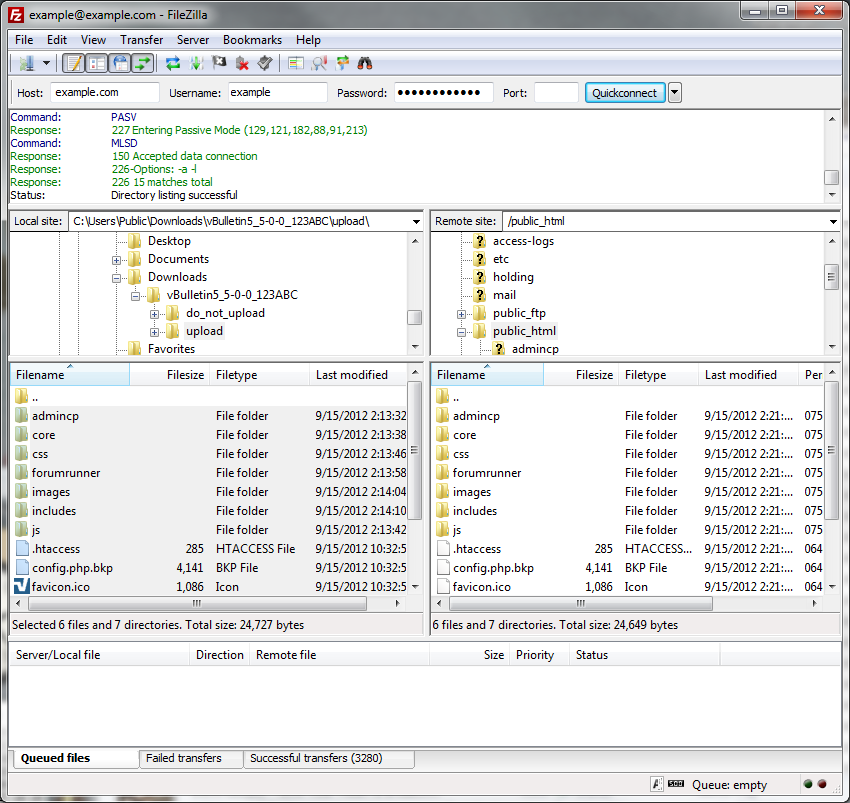 example@example.com - FileZilla
File Edit View Transfer Server Bookmarks Help
Host: example.com Username: example Password: ●●●●●●●●●●●● Port: Quickconnect
Command: PASV
Response: 227 Entering Passive Mode (129,121,182,88,91,213)
Command: MLSD
Response: 150 Accepted data connection
Response: 226-Options: -a -l
Response: 226 15 matches total
Status: Directory listing successful
Local site: C:\Users\Public\Downloads\vBulletin5_5-0-0_123ABC\upload\
Desktop
Documents
Downloads
vBulletin5_5-0-0_123ABC
do_not_upload
upload
Favorites
Remote site: /public_html
access-logs
etc
holding
mail
public_ftp
public_html
admincp
Filename Filesize Filetype Last modified
..
admincp File folder 9/15/2012 2:13:32
core File folder 9/15/2012 2:13:38
css File folder 9/15/2012 2:13:46
forumrunner File folder 9/15/2012 2:13:58
images File folder 9/15/2012 2:14:04
includes File folder 9/15/2012 2:14:10
js File folder 9/15/2012 2:13:42
.htaccess 285 HTACCESS File 9/15/2012 10:32:5
config.php.bkp 4,141 BKP File 9/15/2012 10:32:5
favicon.ico 1,086 Icon 9/15/2012 10:32:5
Selected 6 files and 7 directories. Total size: 24,727 bytes
Filename Filesize Filetype Last modified Per
..
admincp File folder 9/15/2012 2:21:... 075
core File folder 9/15/2012 2:21:... 075
css File folder 9/15/2012 2:21:... 075
forumrunner File folder 9/15/2012 2:21:... 075
images File folder 9/15/2012 2:21:... 075
includes File folder 9/15/2012 2:21:... 075
js File folder 9/15/2012 2:21:... 075
.htaccess 285 HTACCESS... 9/15/2012 2:21:... 064
config.php.bkp 4,141 BKP File 9/15/2012 2:21:... 064
favicon.ico 1,086 Icon 9/15/2012 2:21:... 064
6 files and 7 directories. Total size: 24,649 bytes
Server/Local file Direction Remote file Size Priority Status
Queued files Failed transfers Successful transfers (3280)
Queue: empty